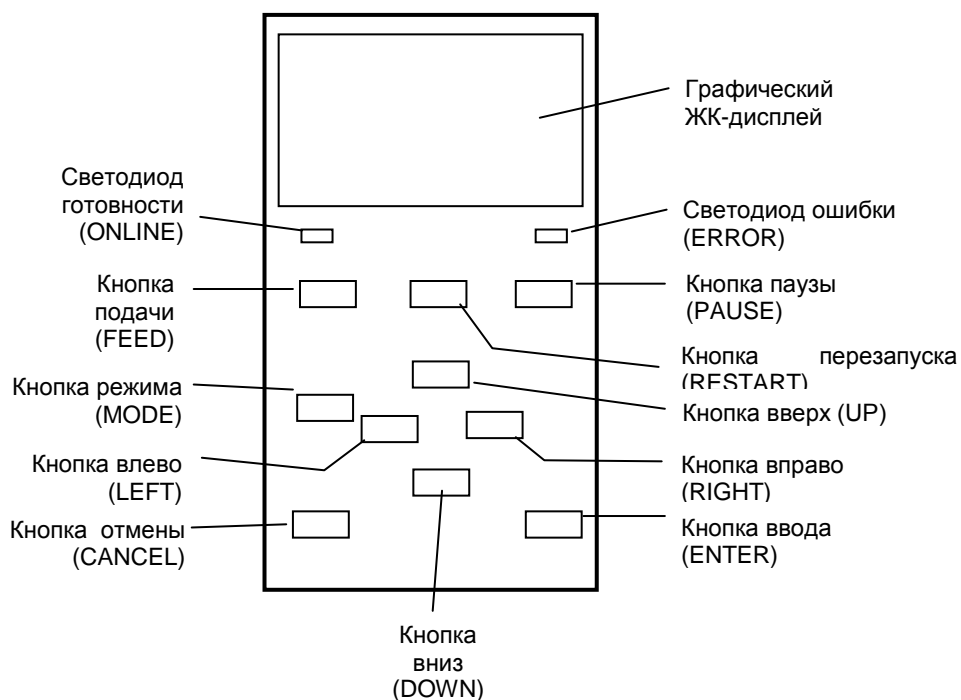 Графический
ЖК-дисплей
Светодиод
готовности
(ONLINE)
Светодиод ошибки
(ERROR)
Кнопка
подачи
(FEED)
Кнопка паузы
(PAUSE)
Кнопка перезапуска
(RESTART)
Кнопка режима
(MODE)
Кнопка вверх (UP)
Кнопка влево
(LEFT)
Кнопка вправо
(RIGHT)
Кнопка отмены
(CANCEL)
Кнопка ввода
(ENTER)
Кнопка
вниз
(DOWN)